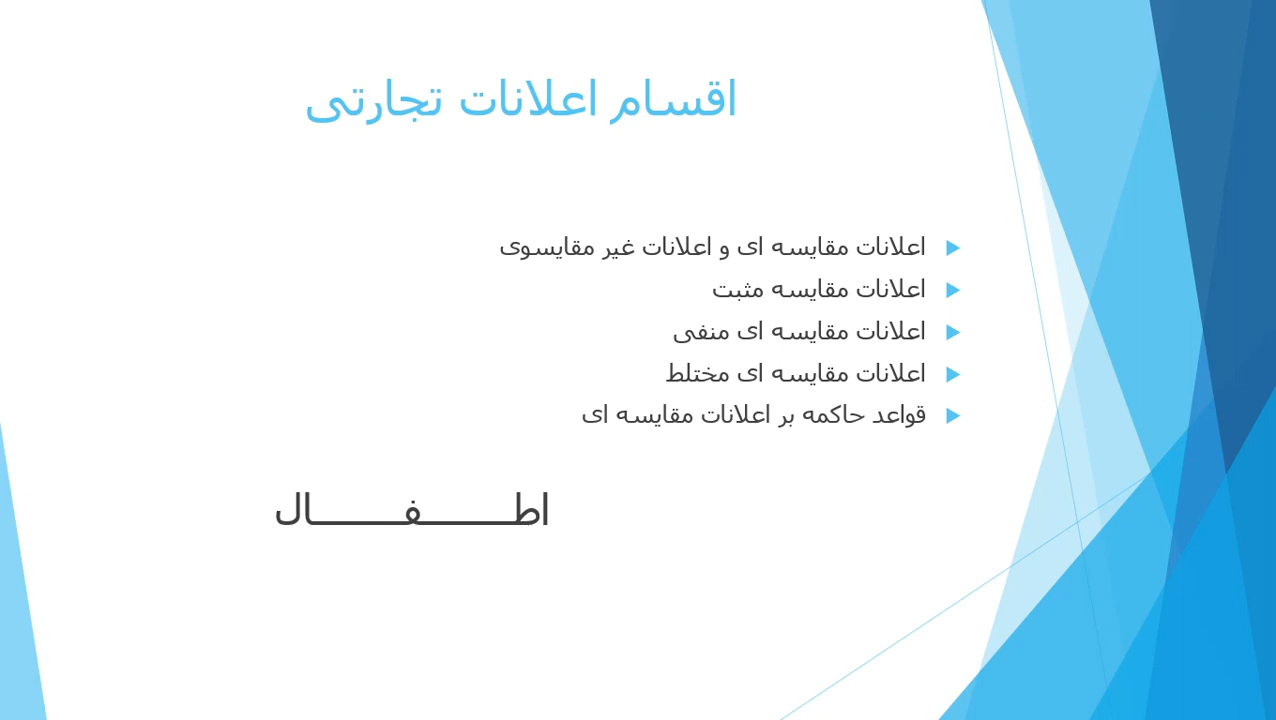 اقسام اعلانات تجارتی
اعلانات مقایسه ای و اعلانات غیر مقایسوی
اعلانات مقایسه مثبت
اعلانات مقایسه ای منفی
اعلانات مقایسه ای مختلط
قواعد حاکمه بر اعلانات مقایسه ای
اطـــــــفـــــــال